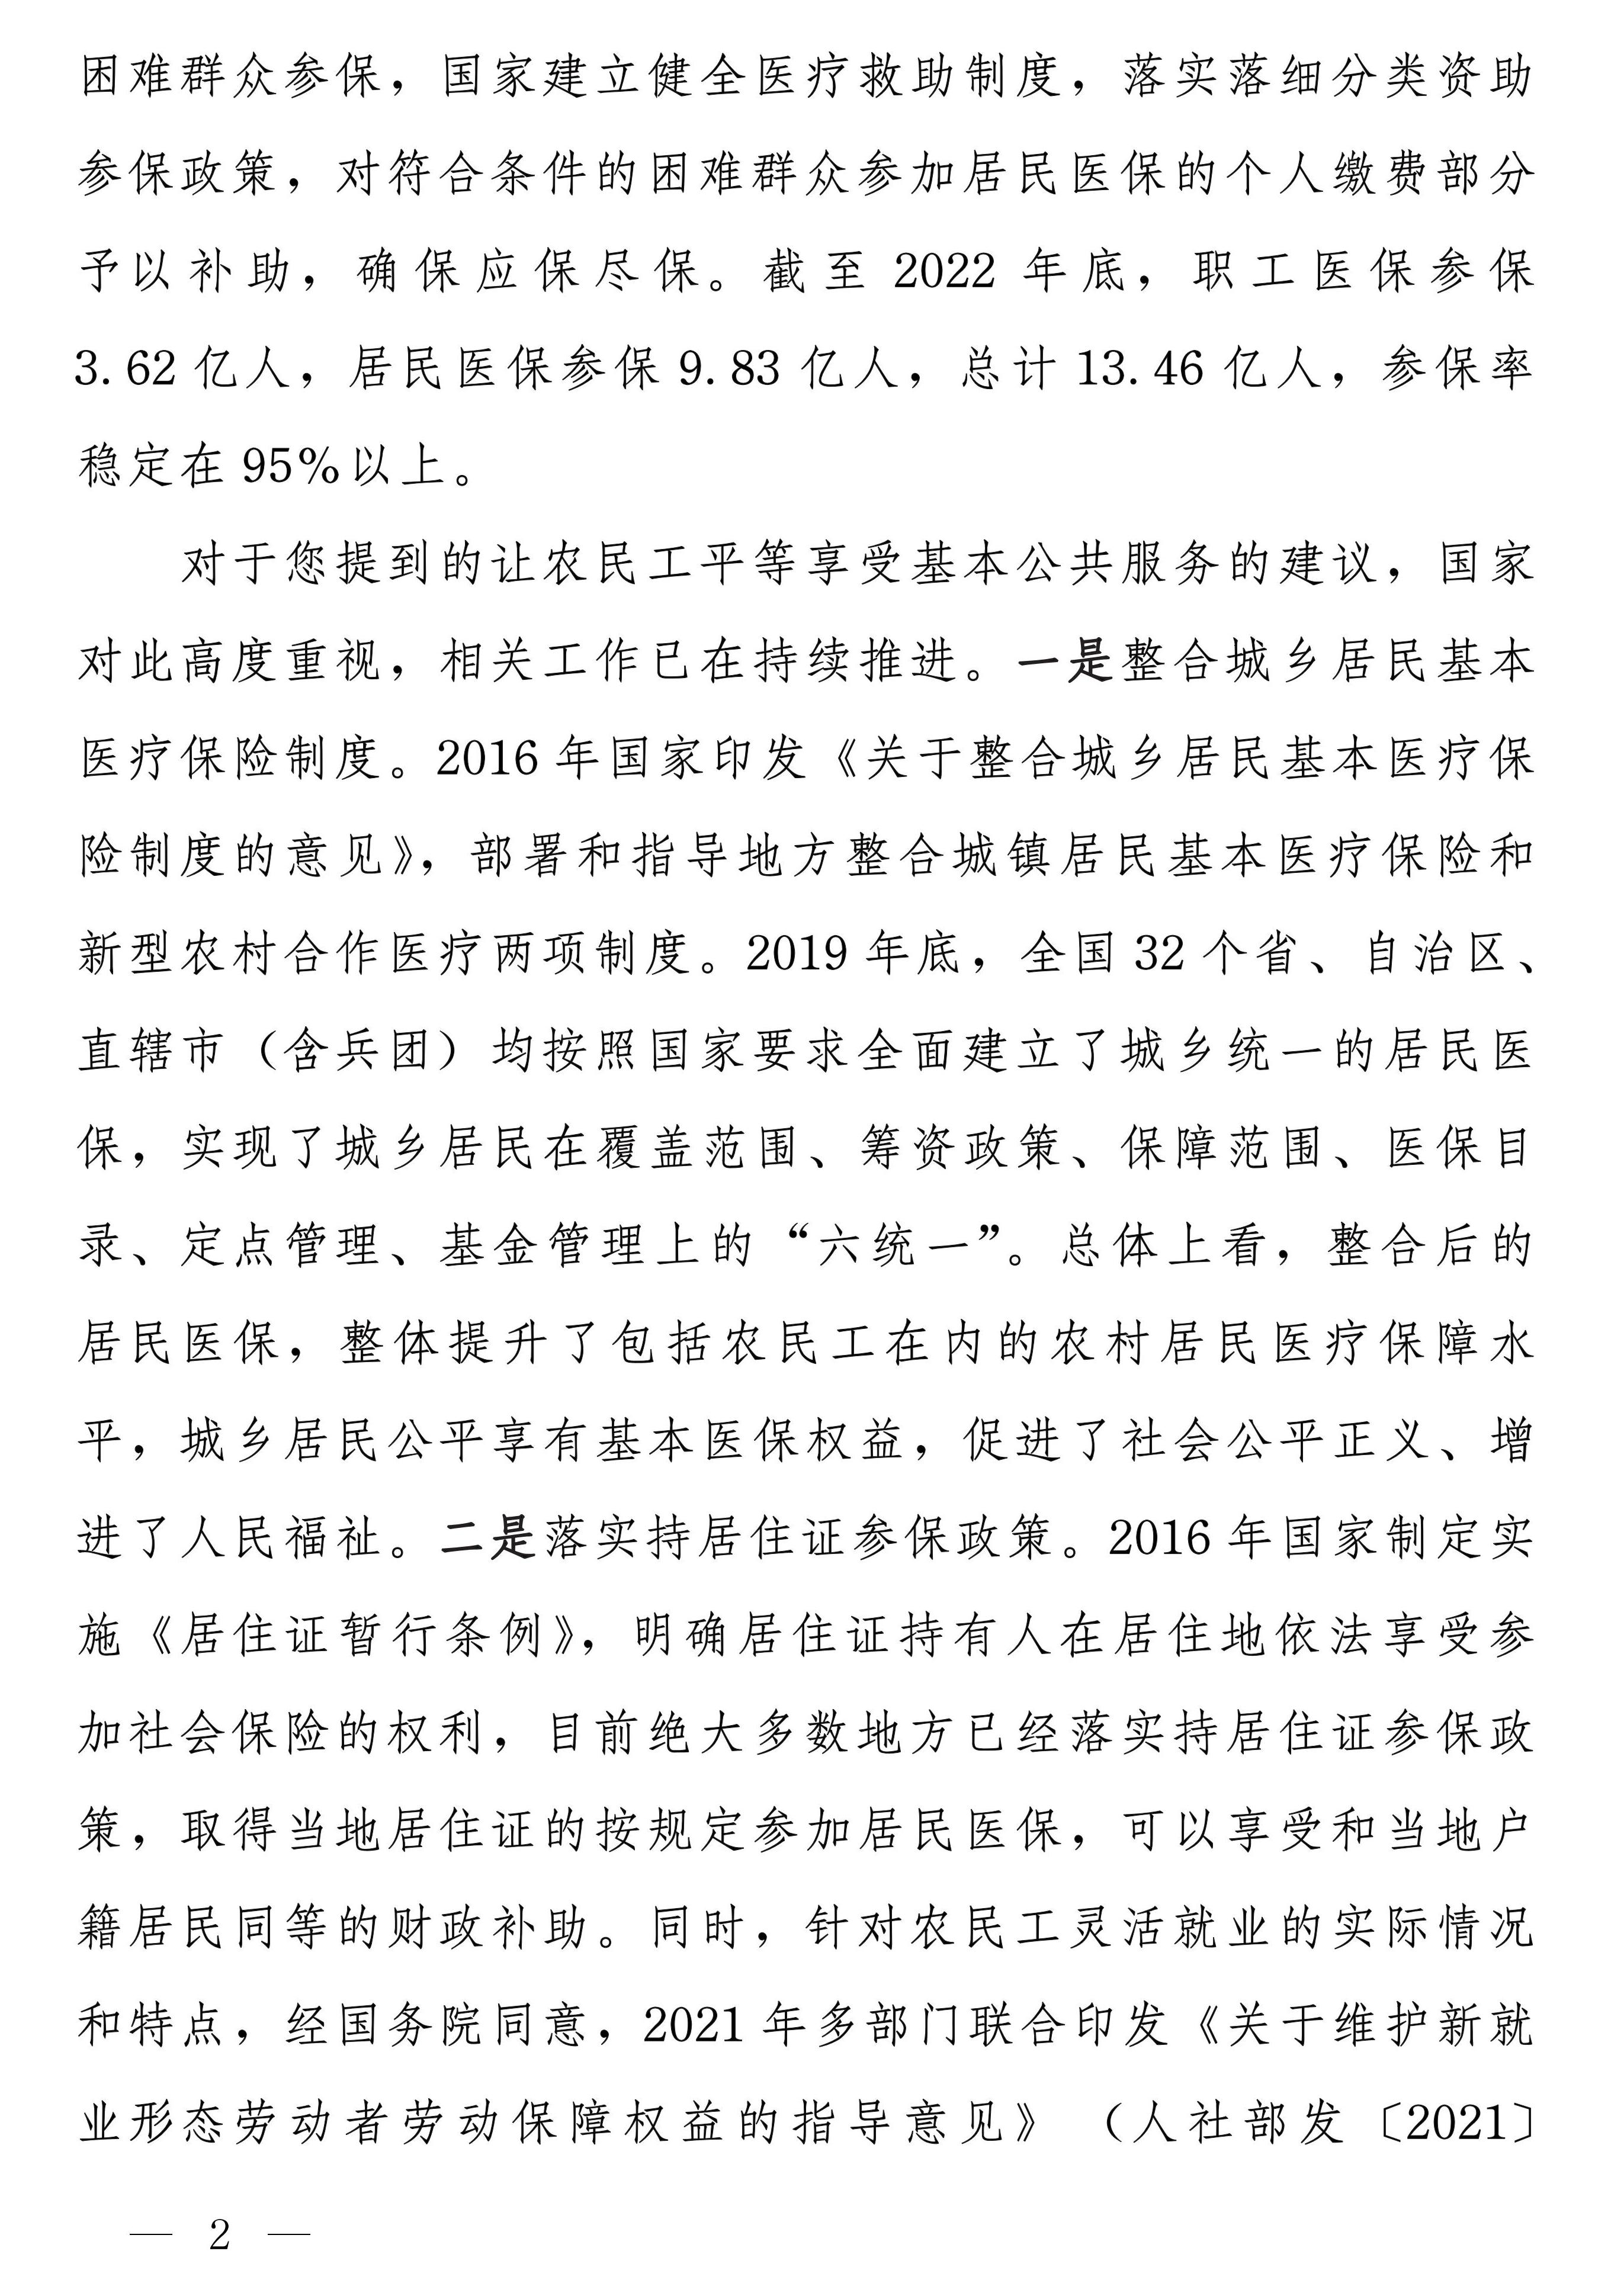 困难群众参保，国家建立健全医疗救助制度，落实落细分类资助
参保政策，对符合条件的困难群众参加居民医保的个人缴费部分
予以补助，确保应保尽保。截至 2022 年底，职工医保参保
3.62 亿人，居民医保参保 9.83 亿人，总计 13.46 亿人，参保率
稳定在 95%以上。
对于您提到的让农民工平等享受基本公共服务的建议，国家
对此高度重视，相关工作已在持续推进。一是整合城乡居民基本
医疗保险制度。2016 年国家印发《关于整合城乡居民基本医疗保
险制度的意见》，部署和指导地方整合城镇居民基本医疗保险和
新型农村合作医疗两项制度。2019 年底，全国 32 个省、自治区、
直辖市（含兵团）均按照国家要求全面建立了城乡统一的居民医
保，实现了城乡居民在覆盖范围、筹资政策、保障范围、医保目
录、定点管理、基金管理上的“六统一”。总体上看，整合后的
居民医保，整体提升了包括农民工在内的农村居民医疗保障水
平，城乡居民公平享有基本医保权益，促进了社会公平正义、增
进了人民福祉。二是落实持居住证参保政策。2016 年国家制定实
施《居住证暂行条例》，明确居住证持有人在居住地依法享受参
加社会保险的权利，目前绝大多数地方已经落实持居住证参保政
策，取得当地居住证的按规定参加居民医保，可以享受和当地户
籍居民同等的财政补助。同时，针对农民工灵活就业的实际情况
和特点，经国务院同意，2021 年多部门联合印发《关于维护新就
业形态劳动者劳动保障权益的指导意见》（人社部发〔2021〕
— 2 —